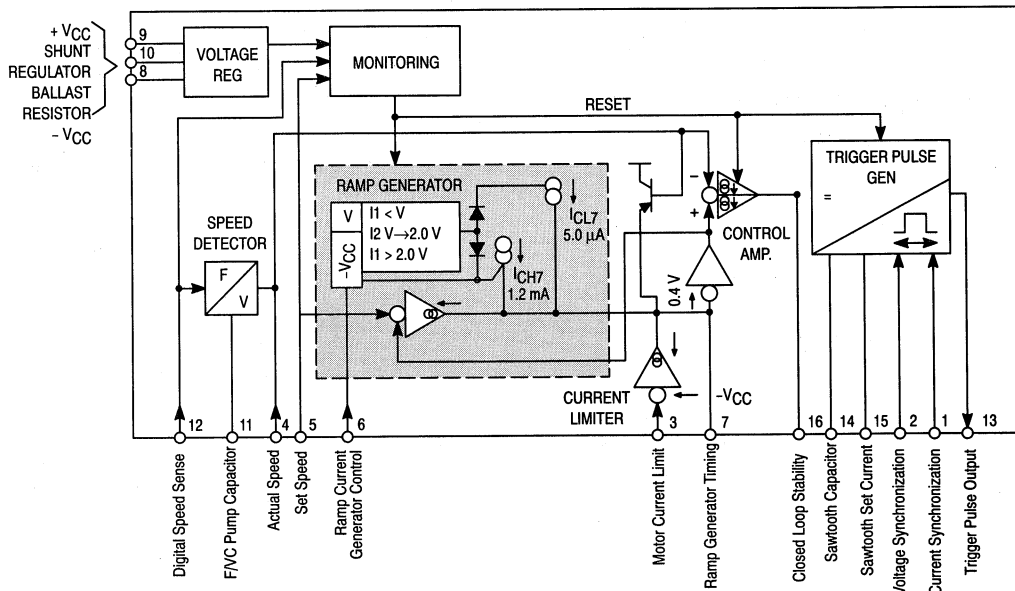 + VCC
SHUNT
REGULATOR
BALLAST
RESISTOR
– VCC
9
10
8
VOLTAGE
REG
MONITORING
RESET
RAMP GENERATOR
V
–VCC
I1 < V
I2 V→2.0 V
I1 > 2.0 V
ICL7
5.0 μA
ICH7
1.2 mA
SPEED
DETECTOR
F
V
–
+
CONTROL
AMP.
0.4 V
TRIGGER PULSE
GEN
=
CURRENT
LIMITER
–VCC
12
11
4
5
6
3
7
16
14
15
2
1
13
Digital Speed Sense
F/VC Pump Capacitor
Actual Speed
Set Speed
Ramp Current
Generator Control
Motor Current Limit
Ramp Generator Timing
Closed Loop Stability
Sawtooth Capacitor
Sawtooth Set Current
Voltage Synchronization
Current Synchronization
Trigger Pulse Output